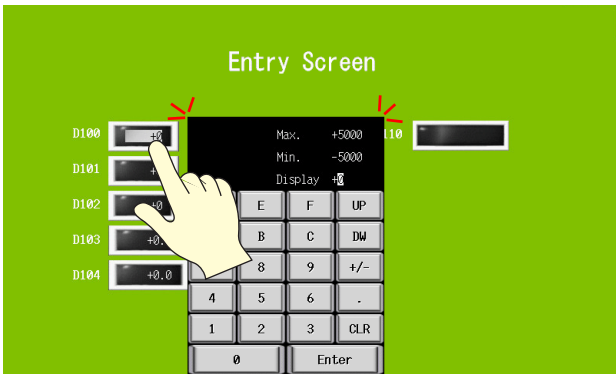 Entry Screen
D100 +0 Max. +5000 110
D101 + Min. -5000
Display +0
D102 +0 E F UP
D103 +0. B C DW
8 9 +/-
D104 +0.0
4 5 6 .
1 2 3 CLR
0 Enter